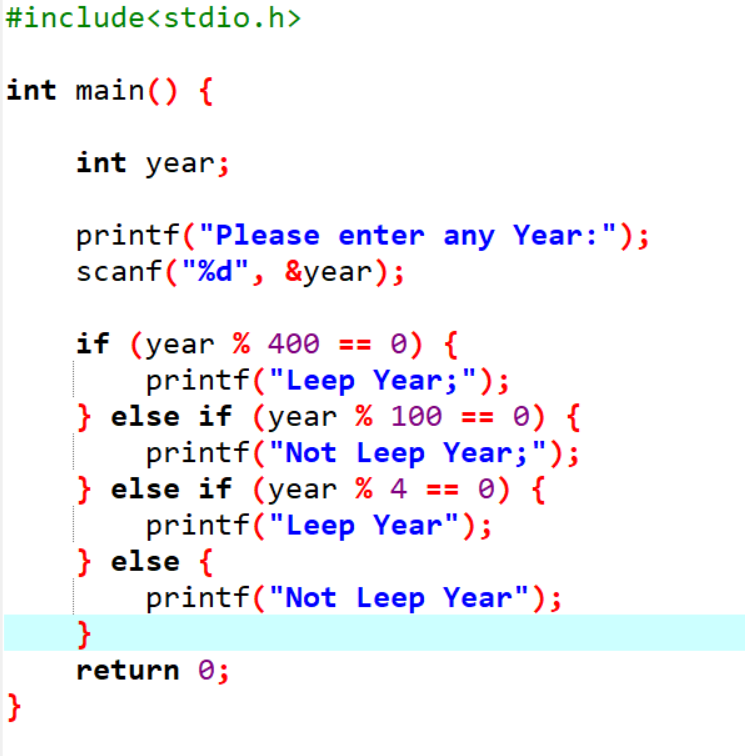 #include<stdio.h>
int main() {
    int year;
    printf("Please enter any Year:");
    scanf("%d", &year);
    if (year % 400 == 0) {
        printf("Leep Year;");
    } else if (year % 100 == 0) {
        printf("Not Leep Year;");
    } else if (year % 4 == 0) {
        printf("Leep Year");
    } else {
        printf("Not Leep Year");
    }
    return 0;
}